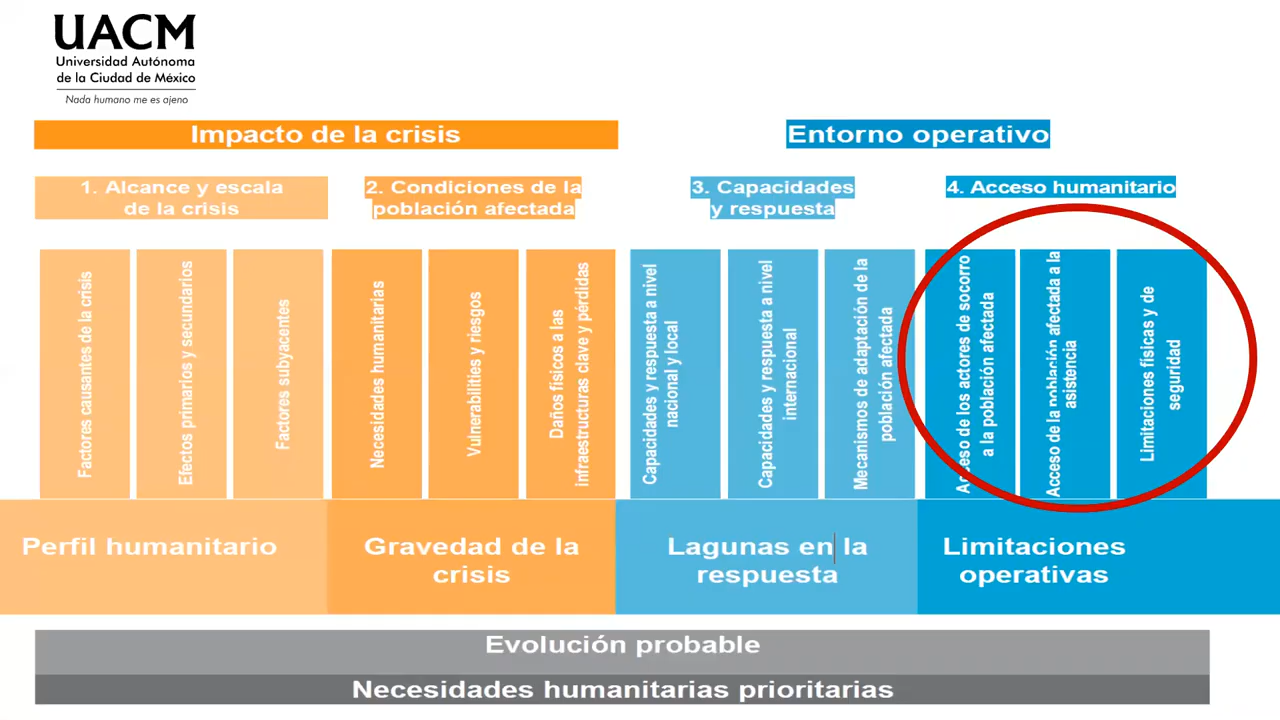 UACM
Universidad Autónoma
de la Ciudad de México
Nada humano me es ajeno
Impacto de la crisis
Entorno operativo
1. Alcance y escala
de la crisis
2. Condiciones de la
población afectada
3. Capacidades
y respuesta
4. Acceso humanitario
Factores causantes de la crisis
Efectos primarios y secundarios
Factores subyacentes
Necesidades humanitarias
Vulnerabilities y riesgos
Daños físicos a las
infraestructuras clave y pérdidas
Capacidades y respuesta a nivel
nacional y local
Capacidades y respuesta a nivel
internacional
Mecanismos de adaptación de la
población afectada
Acceso de los actores de socorro
a la población afectada
Acceso de la población afectada a la
asistencia
Limitaciones físicas y de
seguridad
Perfil humanitario
Gravedad de la
crisis
Lagunas en la
respuesta
Limitaciones
operativas
Evolución probable
Necesidades humanitarias prioritarias